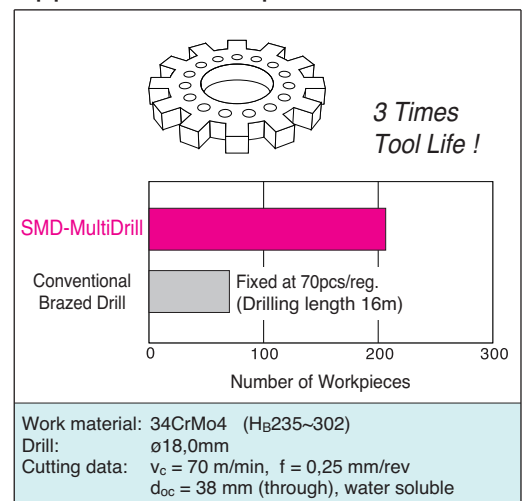 3 Times
Tool Life !
SMD-MultiDrill
Conventional
Brazed Drill
Fixed at 70pcs/reg.
(Drilling length 16m)
0 100 200 300
Number of Workpieces
Work material: 34CrMo4 (HB235~302)
Drill: ø18,0mm
Cutting data: vc = 70 m/min, f = 0,25 mm/rev
doc = 38 mm (through), water soluble